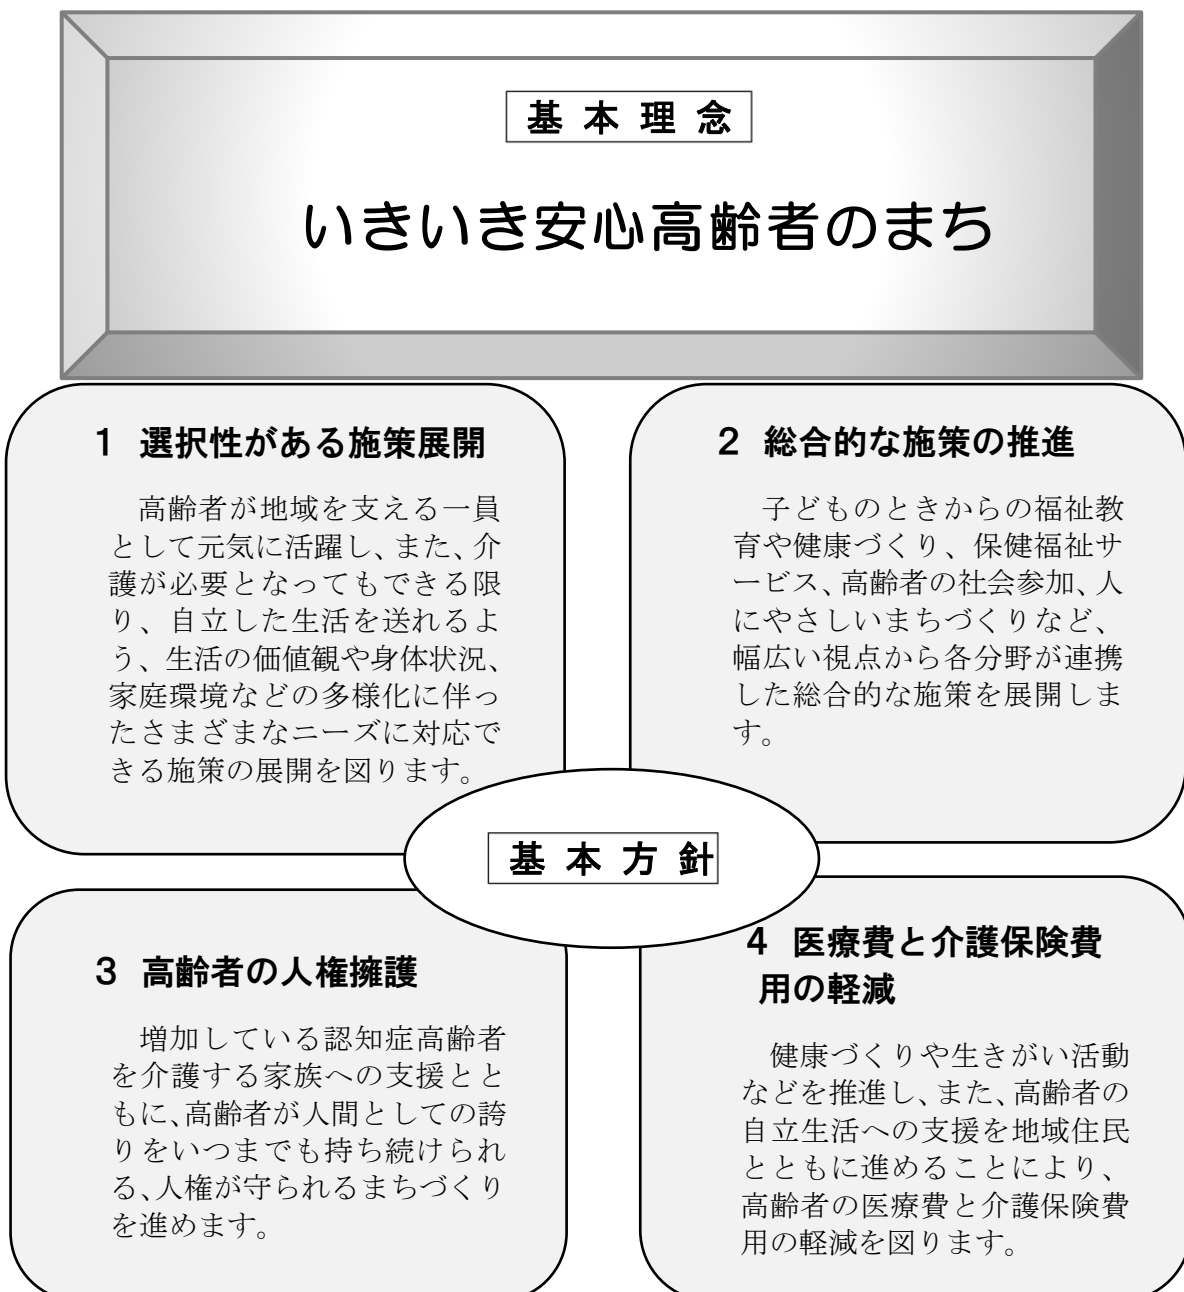 基本理念
いきいき安心高齢者のまち
1 選択性がある施策展開
高齢者が地域を支える一員
として元気に活躍し、また、介
護が必要となってもできる限
り、自立した生活を送れるよ
う、生活の価値観や身体状況、
家庭環境などの多様化に伴っ
たさまざまなニーズに対応で
きる施策の展開を図ります。
2 総合的な施策の推進
子どものときからの福祉教
育や健康づくり、保健福祉サ
ービス、高齢者の社会参加、人
にやさしいまちづくりなど、
幅広い視点から各分野が連携
した総合的な施策を展開しま
す。
基本方針
3 高齢者の人権擁護
増加している認知症高齢者
を介護する家族への支援とと
もに、高齢者が人間としての誇
りをいつまでも持ち続けられ
る、人権が守られるまちづくり
を進めます。
4 医療費と介護保険費
用の軽減
健康づくりや生きがい活動
などを推進し、また、高齢者の
自立生活への支援を地域住民
とともに進めることにより、
高齢者の医療費と介護保険費
用の軽減を図ります。